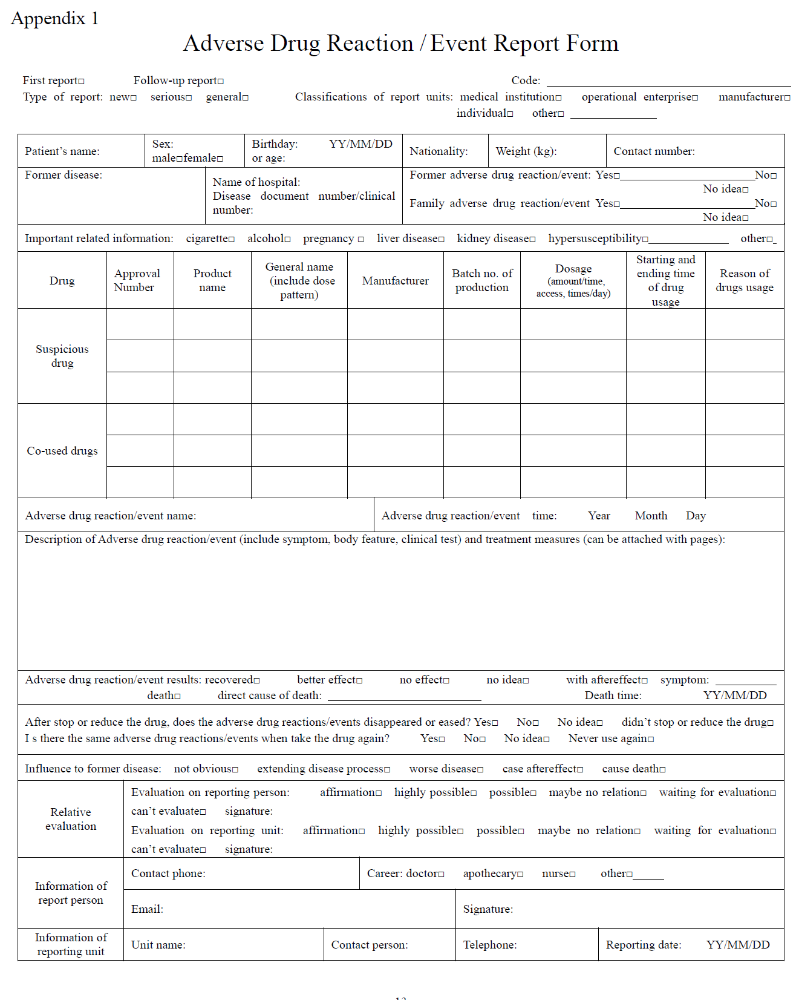 Appendix 1
Adverse Drug Reaction / Event Report Form
First report□ Follow-up report□ Code: ____
Type of report: new□ serious□ general□ Classifications of report units: medical institution□ operational enterprise□ manufacturer□
individual□ other□ ____
Patient’s name:
Sex:
male□female□
Birthday: YY/MM/DD
or age:
Nationality:
Weight (kg):
Contact number:
Former disease:
Name of hospital:
Disease document number/clinical
number:
Former adverse drug reaction/event: Yes□____No□
No idea□
Family adverse drug reaction/event Yes□____No□
No idea□
Important related information: cigarette□ alcohol□ pregnancy □ liver disease□ kidney disease□ hypersusceptibility□____ other□_
Drug
Approval
Number
Product
name
General name
(include dose
pattern)
Manufacturer
Batch no. of
production
Dosage
(amount/time,
access, times/day)
Starting and
ending time
of drug
usage
Reason of
drugs usage
Suspicious
drug
Co-used drugs
Adverse drug reaction/event name:
Adverse drug reaction/event time: Year Month Day
Description of Adverse drug reaction/event (include symptom, body feature, clinical test) and treatment measures (can be attached with pages):
Adverse drug reaction/event results: recovered□ better effect□ no effect□ no idea□ with aftereffect□ symptom: ____
death□ direct cause of death: ____ Death time: YY/MM/DD
After stop or reduce the drug, does the adverse drug reactions/events disappeared or eased? Yes□ No□ No idea□ didn’t stop or reduce the drug□
I s there the same adverse drug reactions/events when take the drug again? Yes□ No□ No idea□ Never use again□
Influence to former disease: not obvious□ extending disease process□ worse disease□ case aftereffect□ cause death□
Relative
evaluation
Evaluation on reporting person: affirmation□ highly possible□ possible□ maybe no relation□ waiting for evaluation□
can’t evaluate□ signature:
Evaluation on reporting unit: affirmation□ highly possible□ possible□ maybe no relation□ waiting for evaluation□
can’t evaluate□ signature:
Information of
report person
Contact phone:
Career: doctor□ apothecary□ nurse□ other□____
Email:
Signature:
Information of
reporting unit
Unit name:
Contact person:
Telephone:
Reporting date: YY/MM/DD